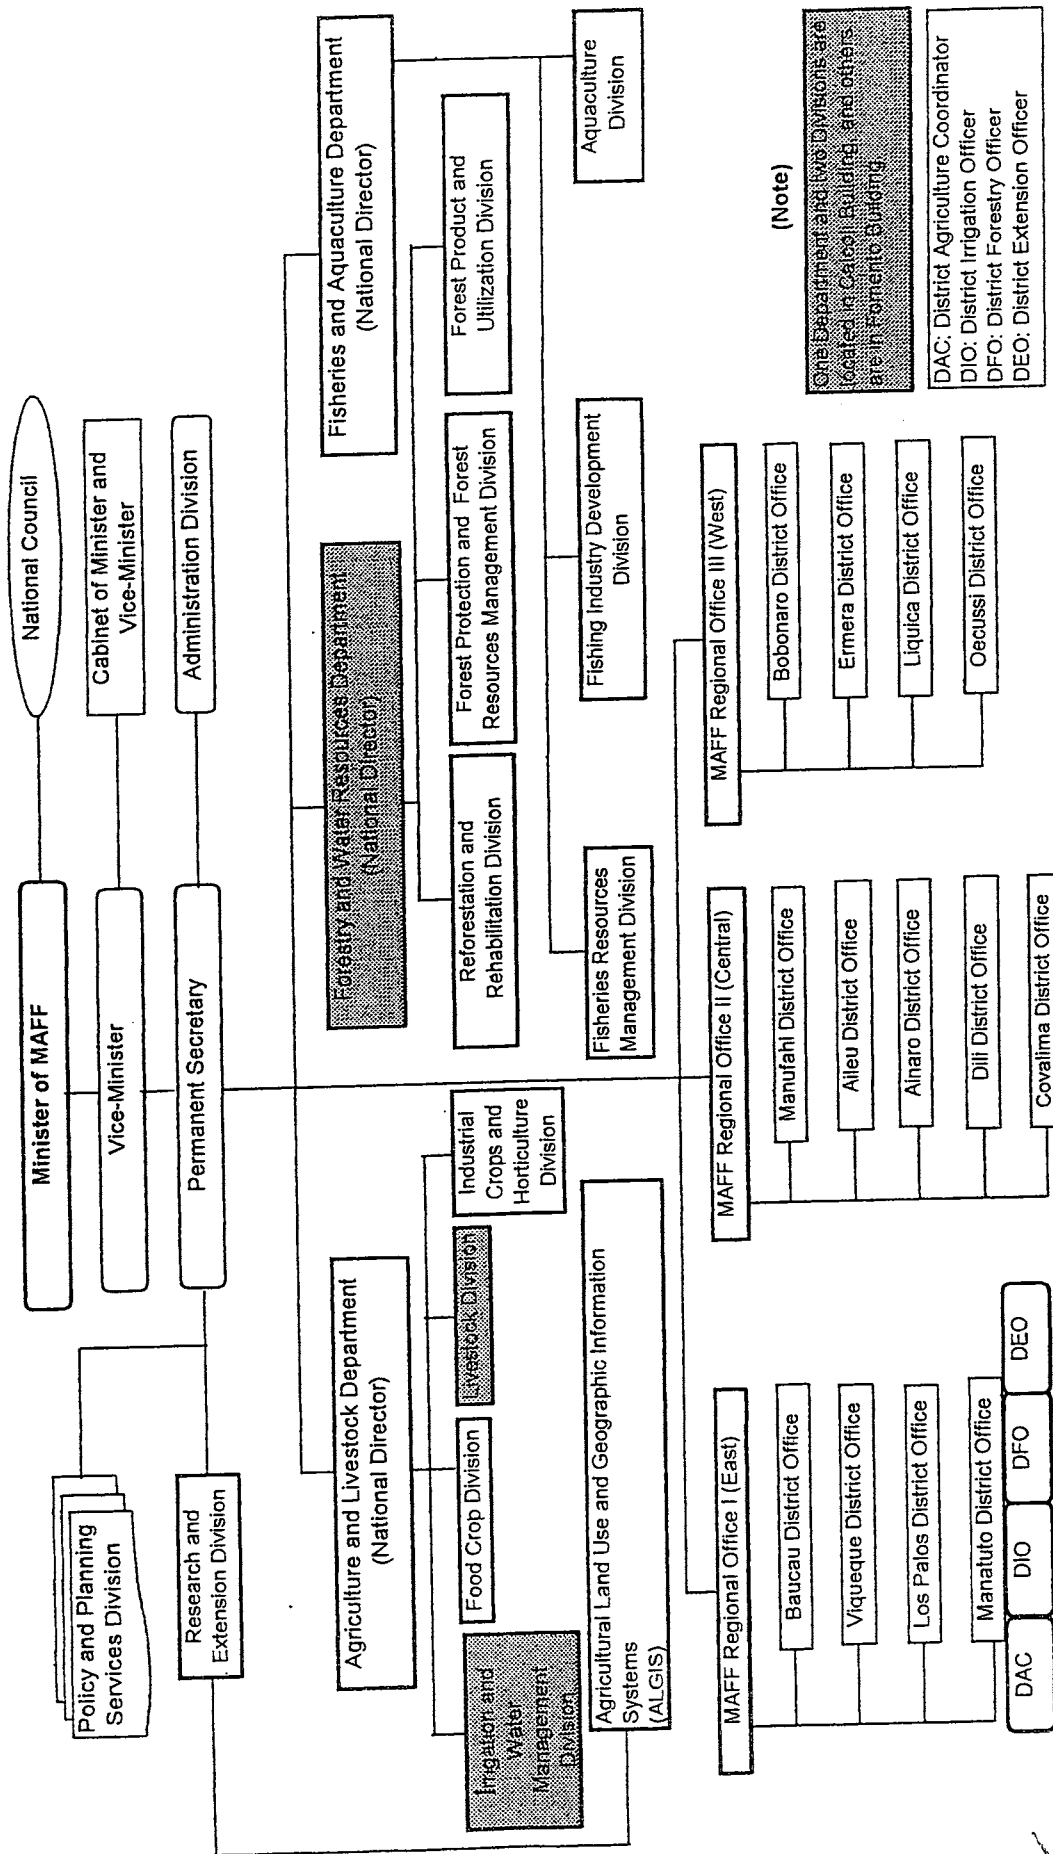 National Council
Minister of MAFF
Cabinet of Minister and
Vice-Minister
Vice-Minister
Administration Division
Permanent Secretary
Policy and Planning
Services Division
Research and
Extension Division
Agriculture and Livestock Department
(National Director)
Forestry and Water Resources Department
(National Director)
Fisheries and Aquaculture Department
(National Director)
Irrigation and
Water
Management
Division
Food Crop Division
Livestock Division
Industrial
Crops and
Horticulture
Division
Reforestation and
Rehabilitation Division
Forest Protection and Forest
Resources Management Division
Forest Product and
Utilization Division
Agricultural Land Use and Geographic Information
Systems
(ALGIS)
Fisheries Resources
Management Division
Fishing Industry Development
Division
Aquaculture
Division
MAFF Regional Office I (East)
Baucau District Office
Viqueque District Office
Los Palos District Office
Manatuto District Office
DAC
DIO
DFO
DEO
MAFF Regional Office II (Central)
Manufahi District Office
Aileu District Office
Ainaro District Office
Dili District Office
Covalima District Office
MAFF Regional Office III (West)
Bobonaro District Office
Ermera District Office
Liquica District Office
Oecussi District Office
(Note)
One Department and two Divisions are
located in Calcoli Building, and others
are in Fomento Building
DAC: District Agriculture Coordinator
DIO: District Irrigation Officer
DFO: District Forestry Officer
DEO: District Extension Officer